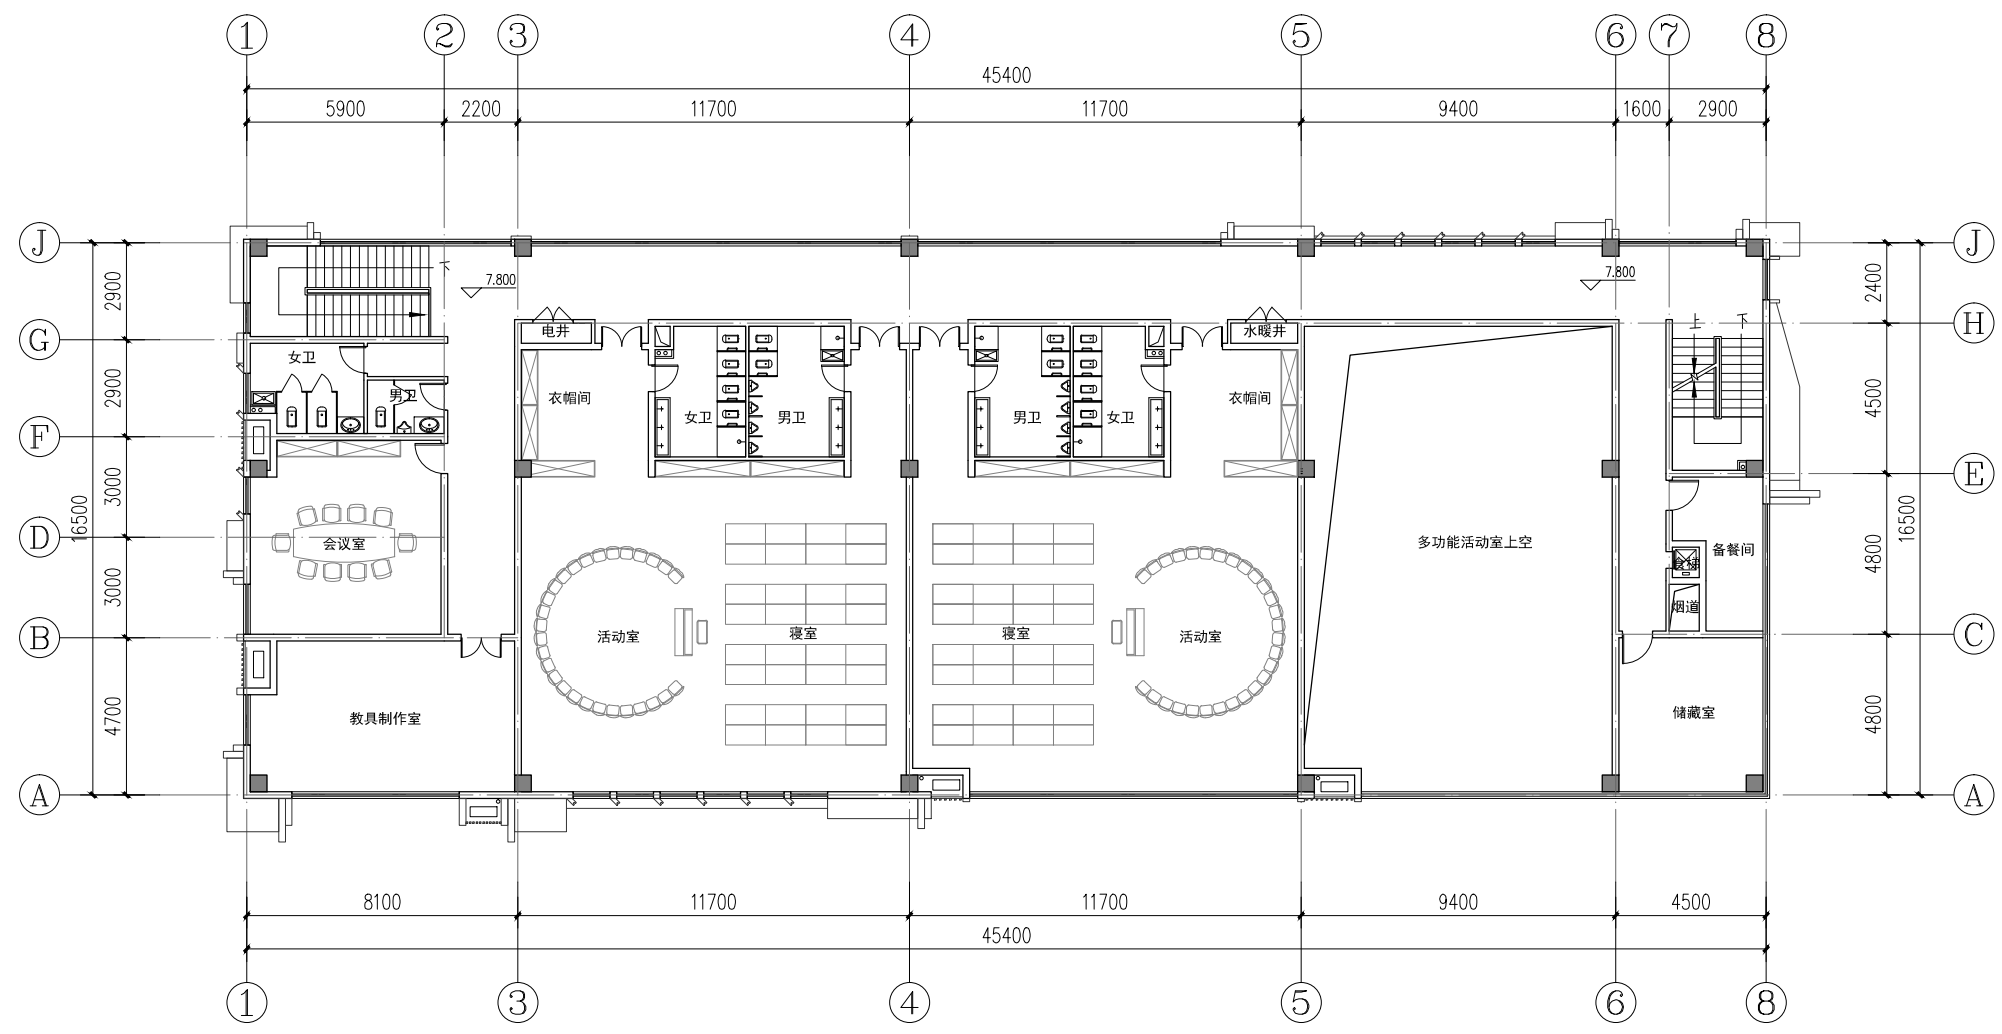 1 2 3 4 5 6 7 8
45400
5900 2200 11700 11700 9400 1600 2900
J J
7.800 7.800
下
2900 2400
电井 水暖井 上 下
G H
女卫
2900 男卫 衣帽间 女卫 男卫 男卫 女卫 衣帽间 4500
F E
3000
16500 16500
D 会议室 多功能活动室上空 备餐间
4800
食梯
3000
烟道
B 活动室 寝室 寝室 活动室 C
4700 教具制作室 储藏室 4800
A A
8100 11700 11700 9400 4500
45400
1 3 4 5 6 8